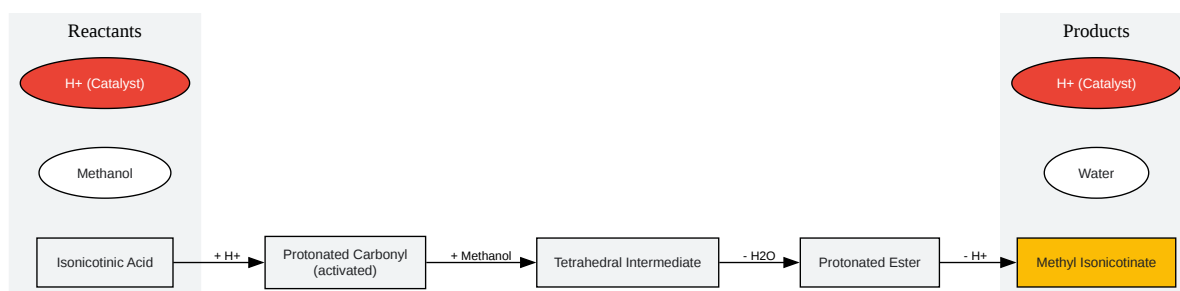 Reactants
H+ (Catalyst)
Methanol
Isonicotinic Acid
+ H+
Protonated Carbonyl
(activated)
+ Methanol
Tetrahedral Intermediate
- H2O
Protonated Ester
- H+
Products
H+ (Catalyst)
Water
Methyl Isonicotinate